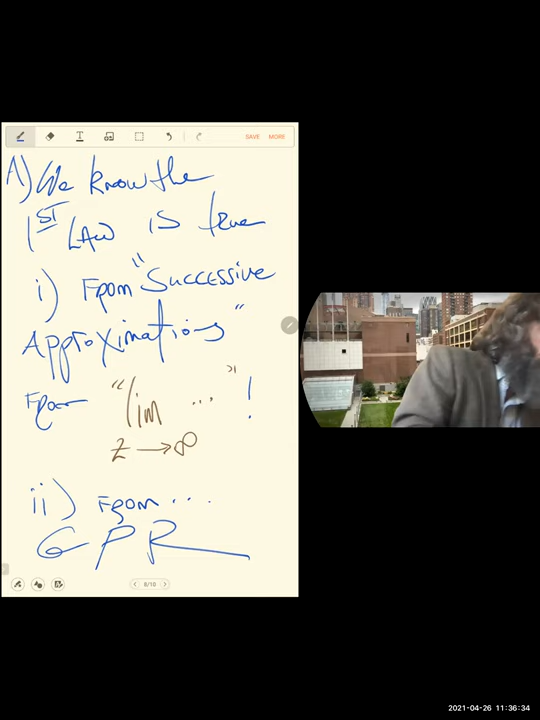 SAVE MORE
A) We know the
1ST LAW is true
i) From "Successive
Approximations"
From "lim ..." !
z → ∞
ii) From ...
GPR
8/10
2021-04-26 11:36:34